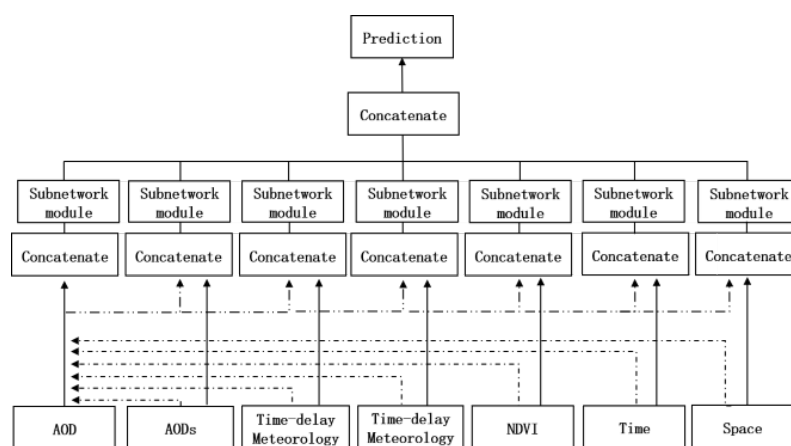 Prediction
Concatenate
Subnetwork module
Subnetwork module
Subnetwork module
Subnetwork module
Subnetwork module
Subnetwork module
Subnetwork module
Concatenate
Concatenate
Concatenate
Concatenate
Concatenate
Concatenate
Concatenate
AOD
AODs
Time-delay
Meteorology
Time-delay
Meteorology
NDVI
Time
Space